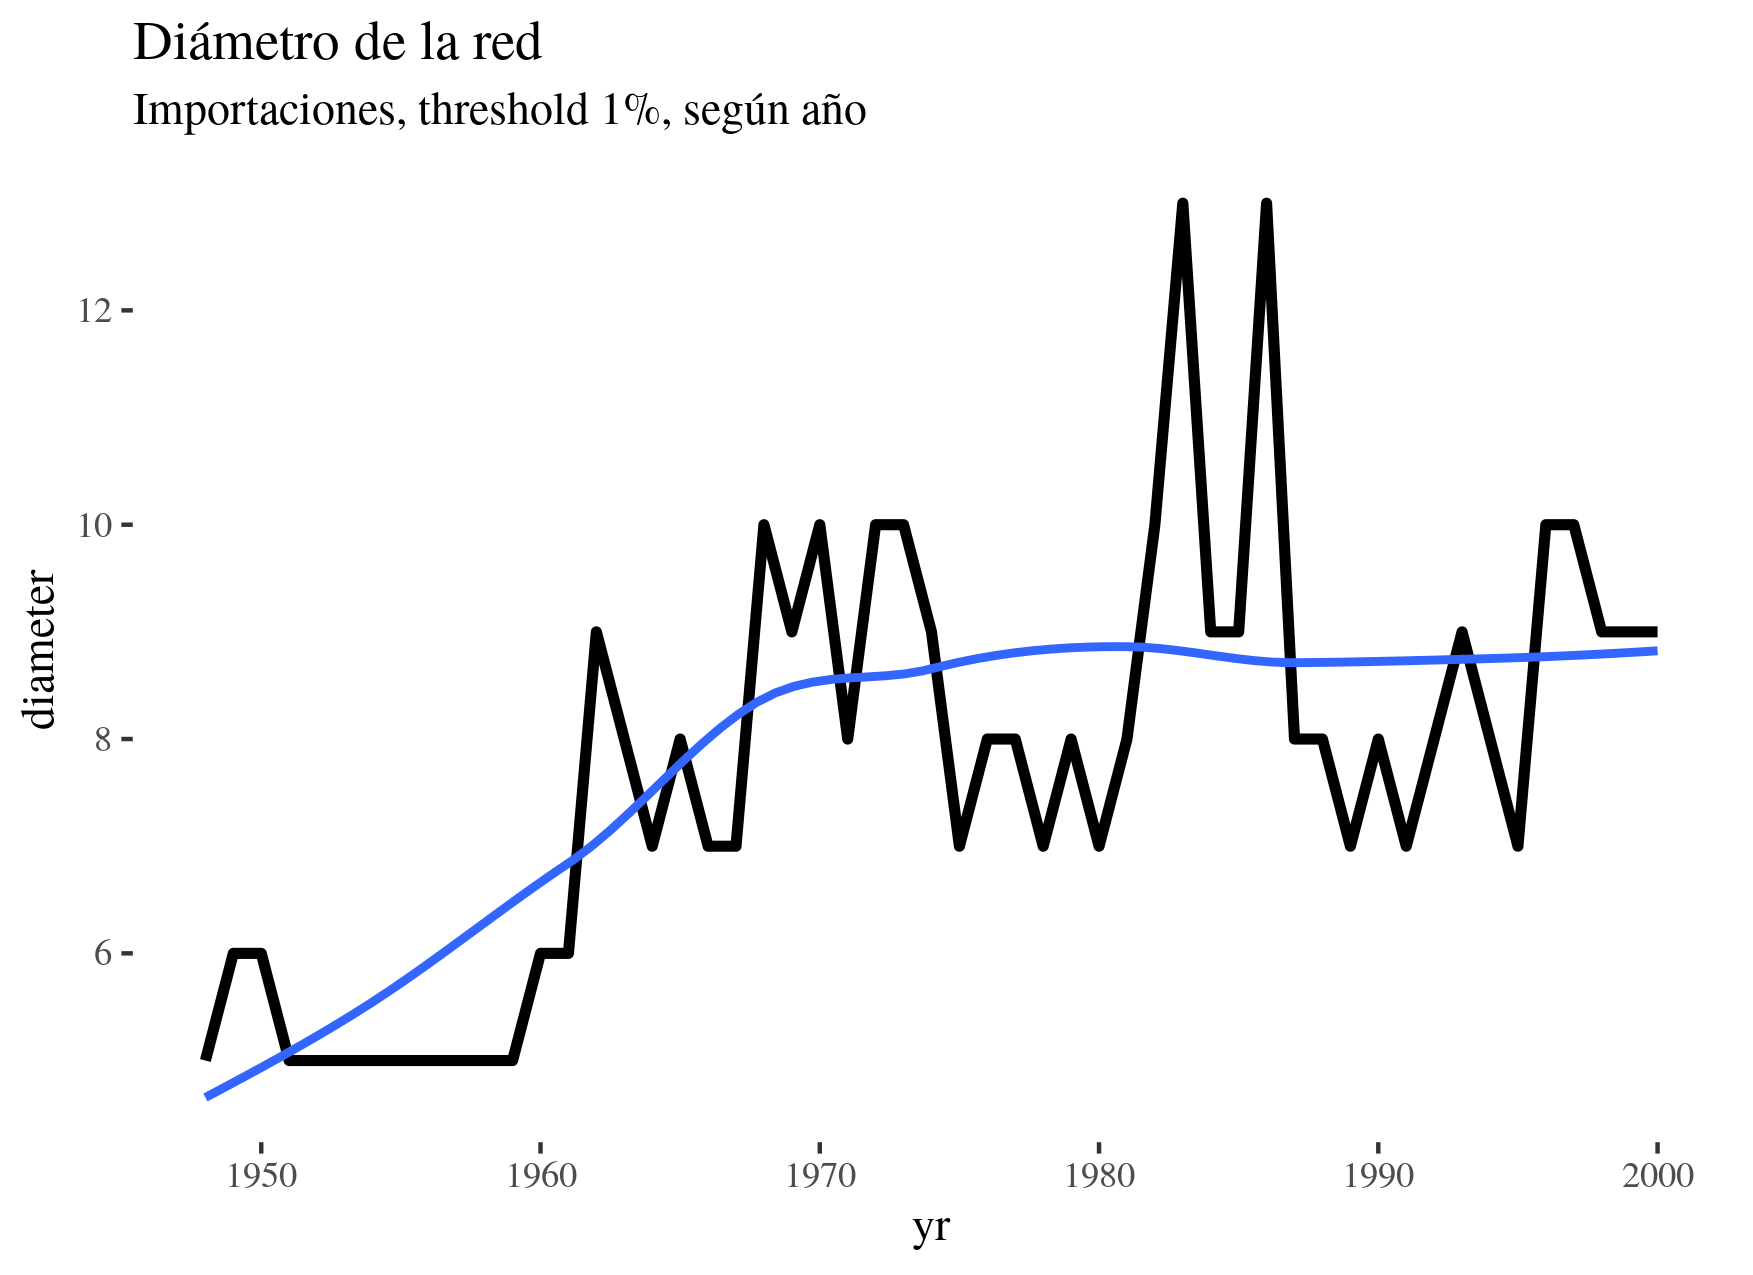 Diámetro de la red
Importaciones, threshold 1%, según año
12
10
8
6
diameter
1950 1960 1970 1980 1990 2000
yr